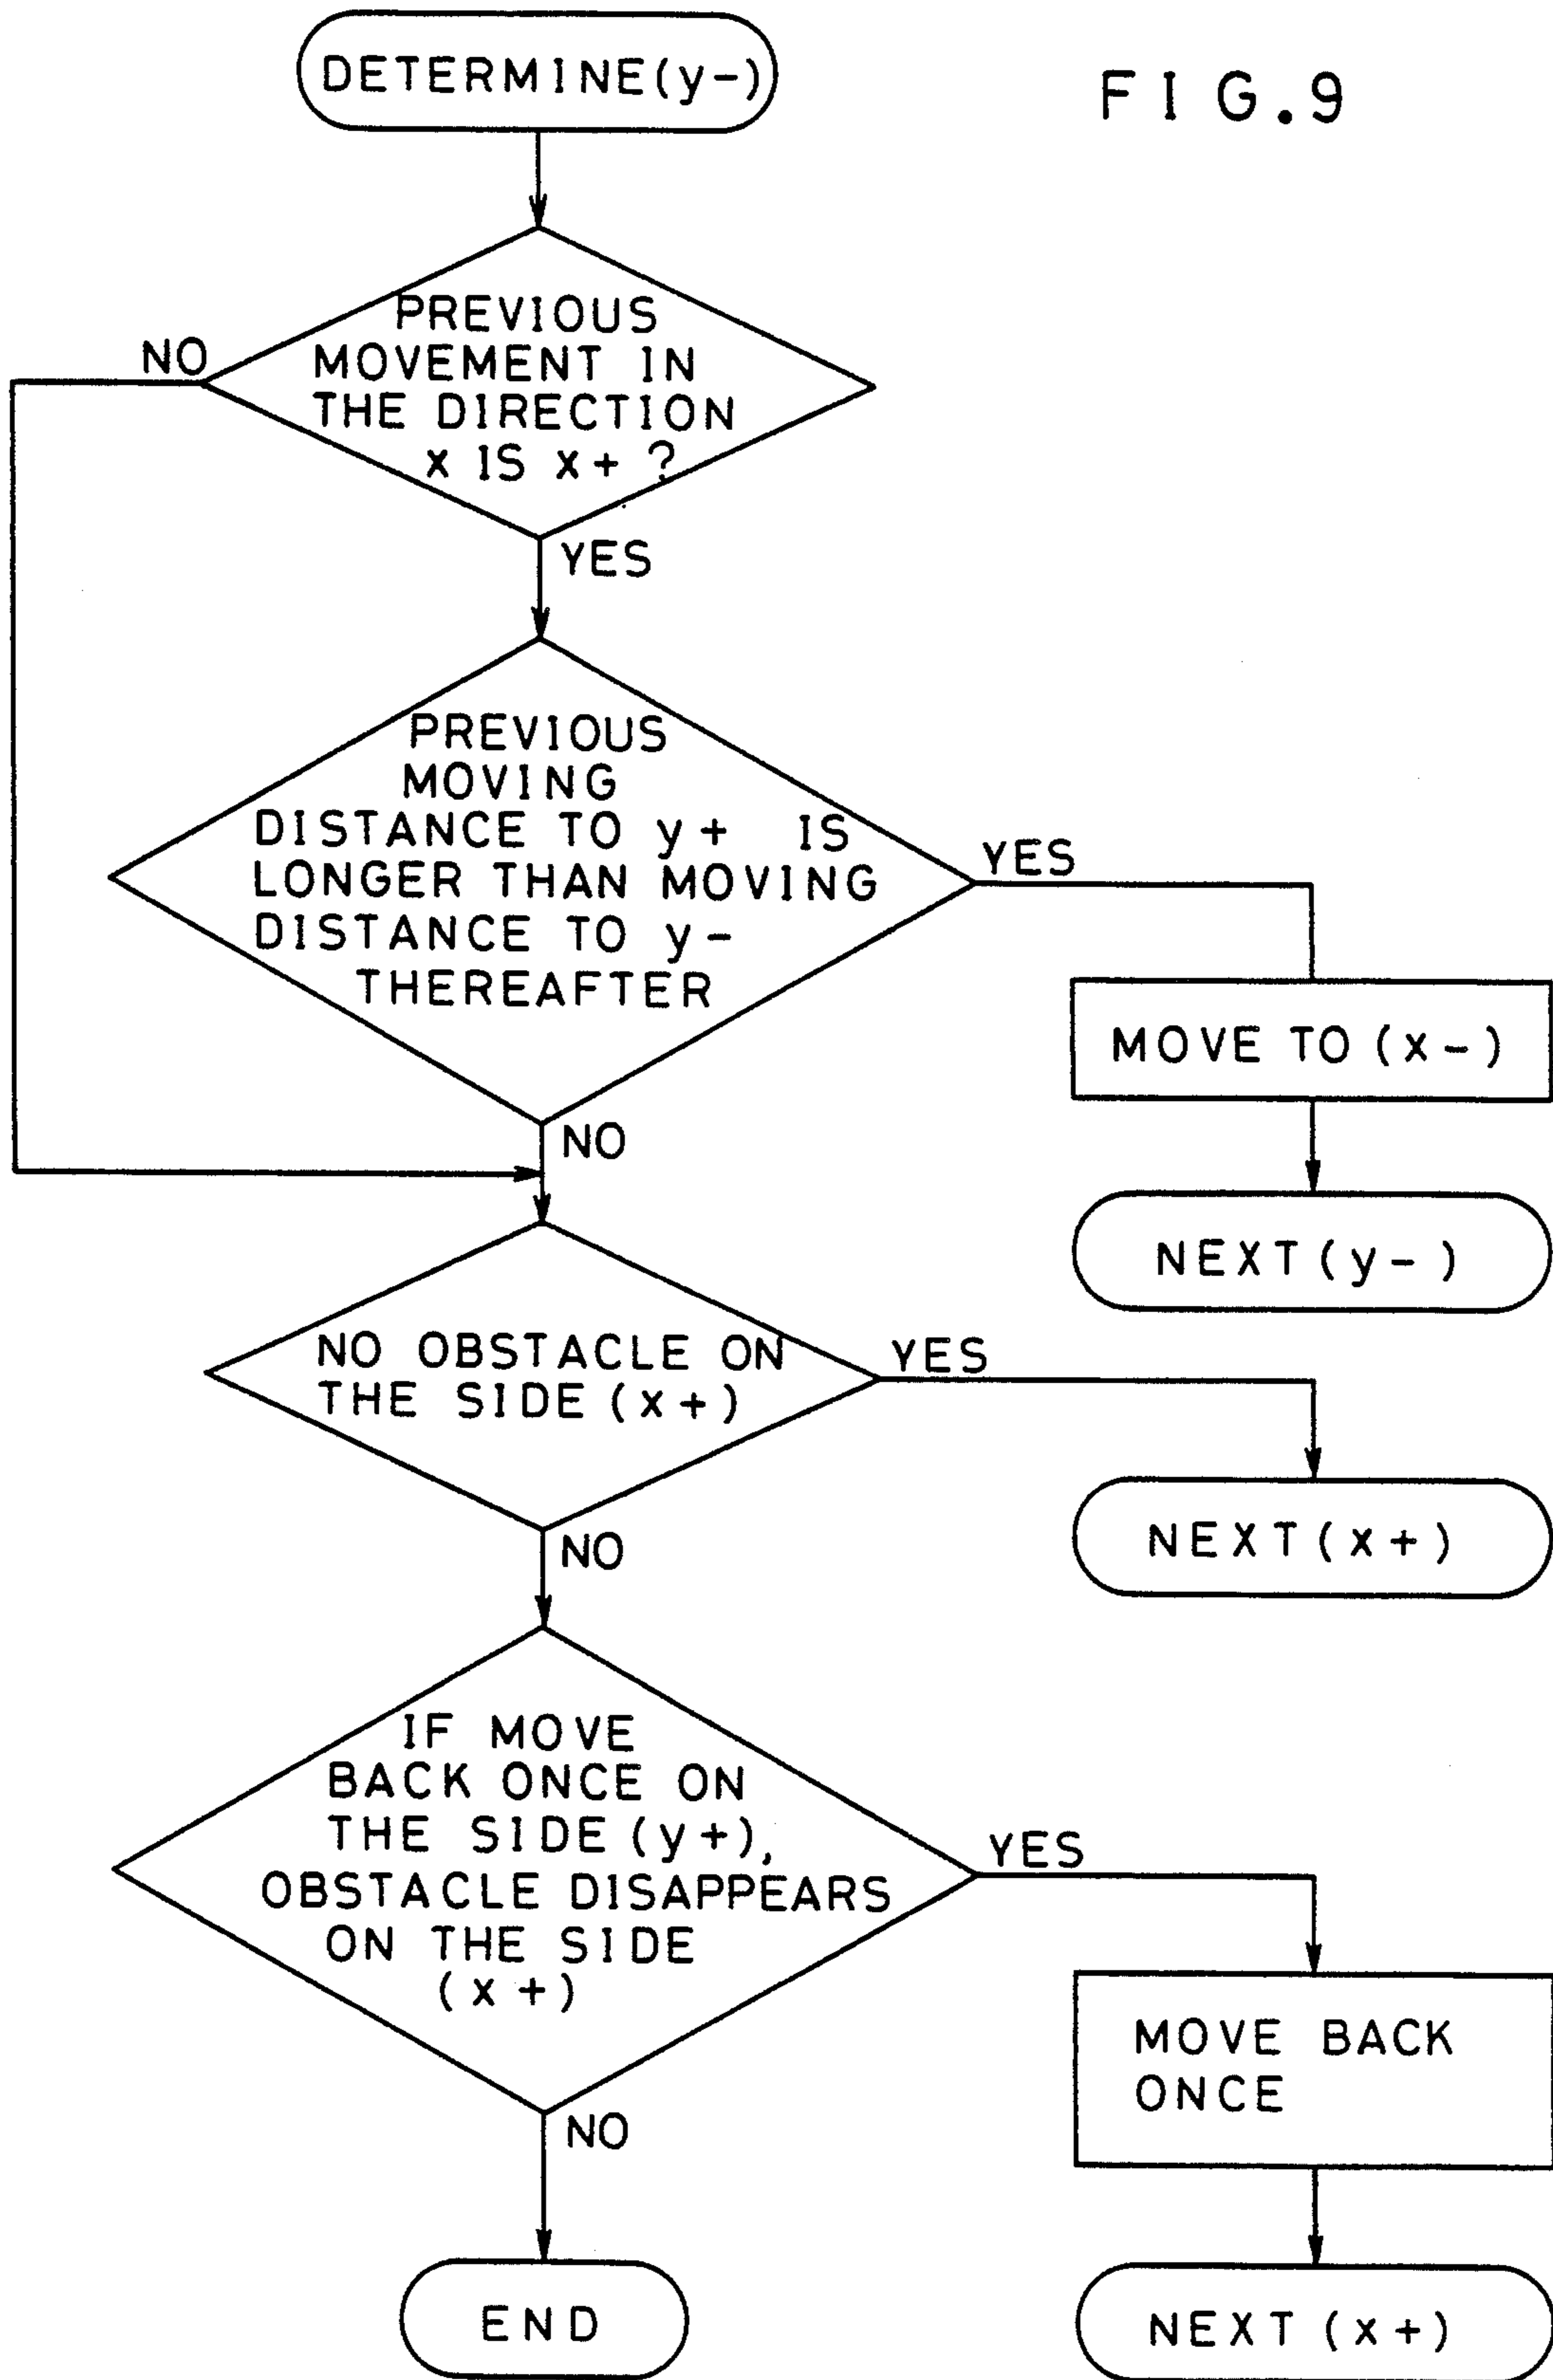 DETERMINE(y-)
FIG.9
PREVIOUS
MOVEMENT IN
THE DIRECTION
x IS x+ ?
NO
YES
PREVIOUS
MOVING
DISTANCE TO y+ IS
LONGER THAN MOVING
DISTANCE TO y-
THEREAFTER
YES
MOVE TO (x-)
NEXT(y-)
NO
NO OBSTACLE ON
THE SIDE (x+)
YES
NEXT(x+)
NO
IF MOVE
BACK ONCE ON
THE SIDE (y+),
OBSTACLE DISAPPEARS
ON THE SIDE
(x+)
YES
MOVE BACK
ONCE
NEXT (x+)
NO
END